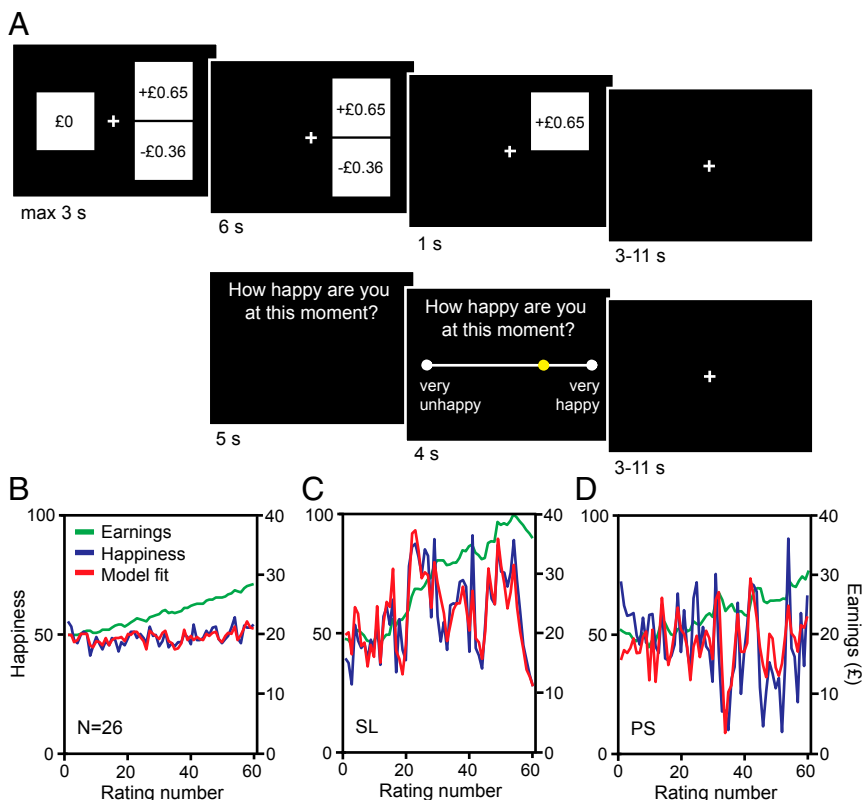 A
£0
+£0.65
-£0.36
+£0.65
-£0.36
+£0.65
max 3 s
6 s
1 s
3-11 s
How happy are you
at this moment?
How happy are you
at this moment?
very
unhappy
very
happy
5 s
4 s
3-11 s
B
100
50
0
Happiness
Earnings
Happiness
Model fit
N=26
40
30
20
10
0
0 20 40 60
Rating number
C
100
50
0
SL
40
30
20
10
0
0 20 40 60
Rating number
D
100
50
0
PS
40
30
20
10
0
Earnings (£)
0 20 40 60
Rating number